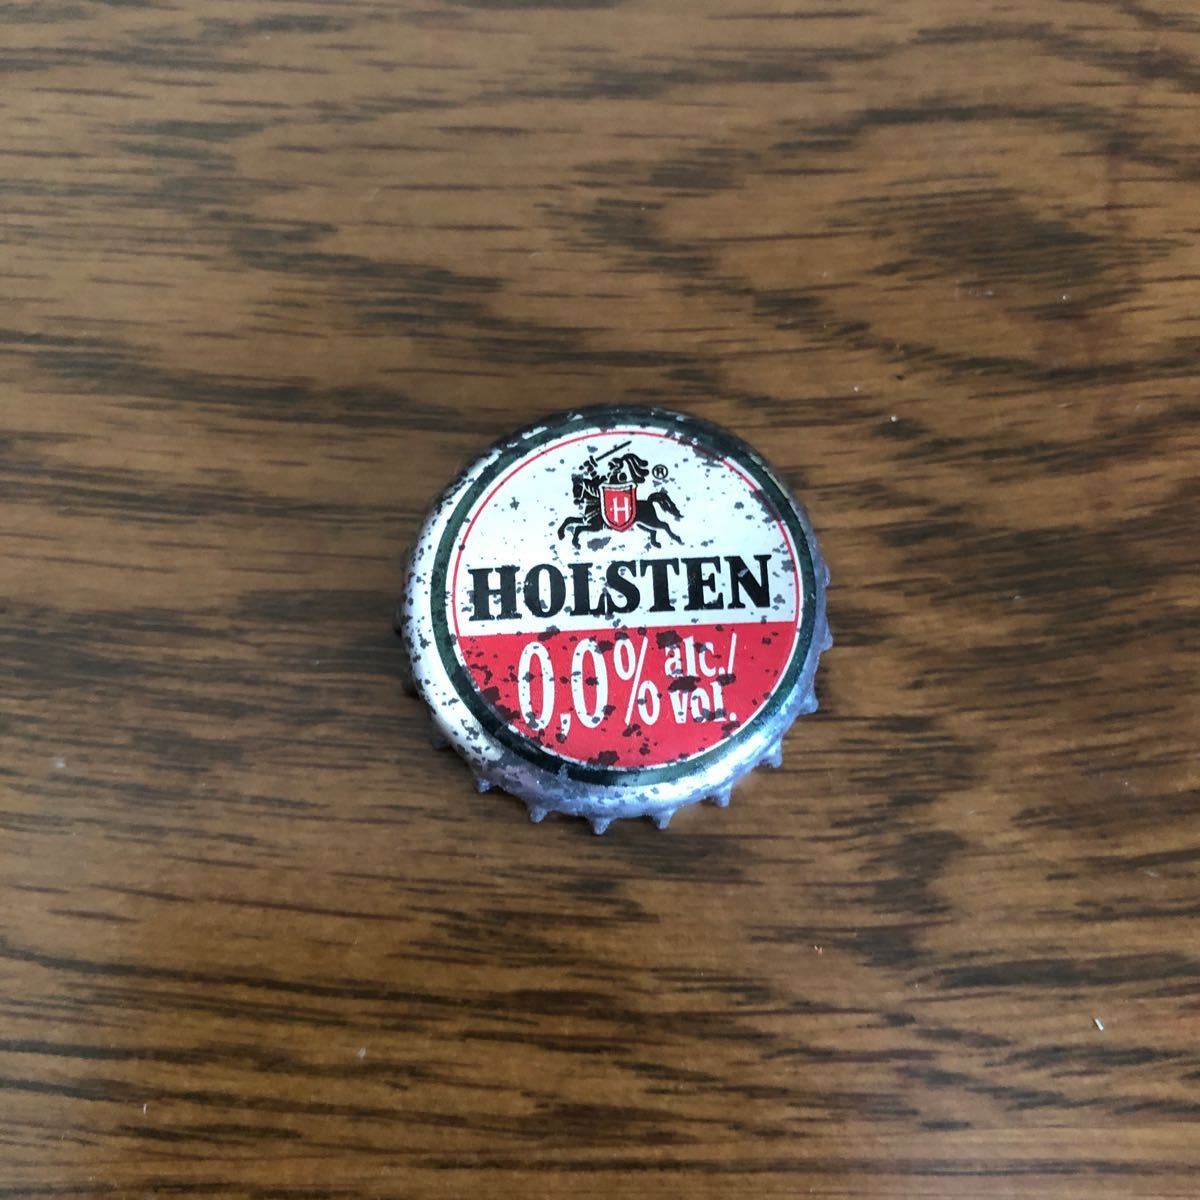 ®
H
HOLSTEN
0,0% alc./
vol.